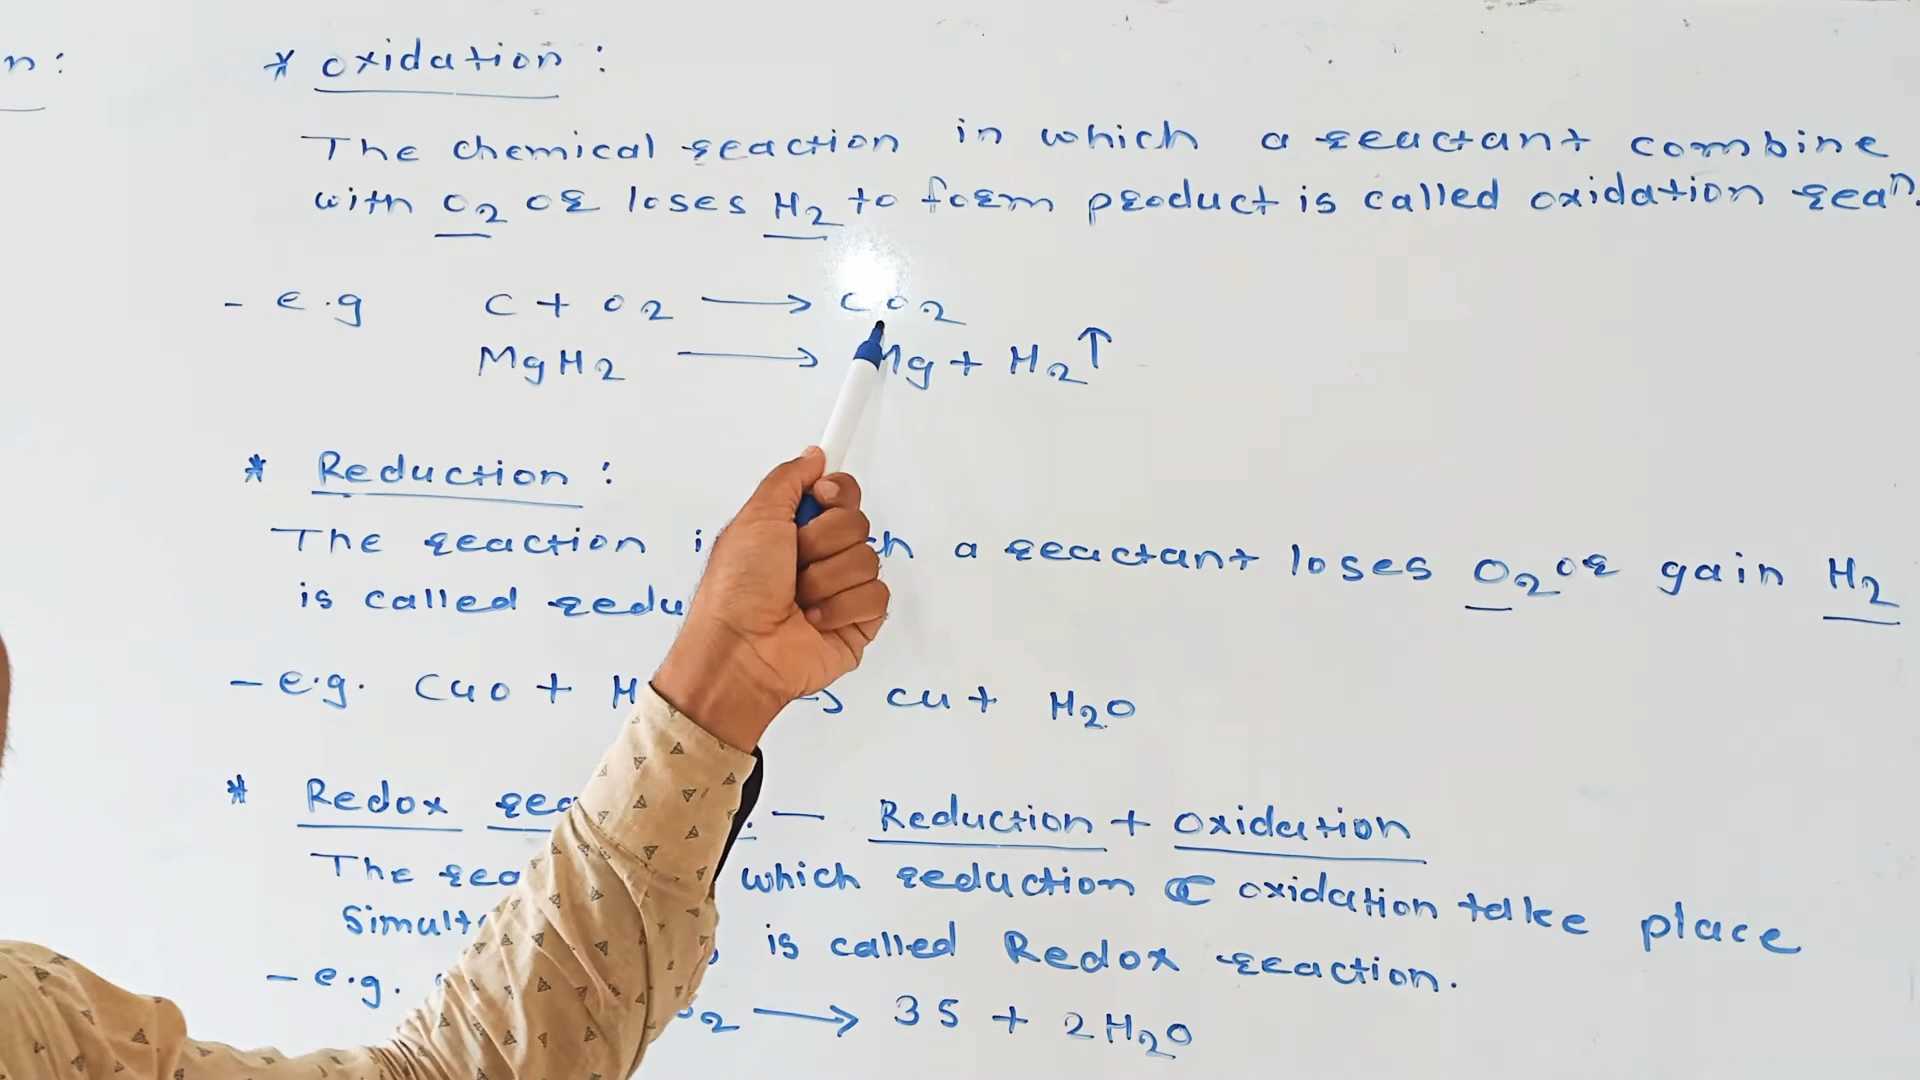 n:
* Oxidation :
The chemical reaction in which a reactant combine
with O2 or loses H2 to form product is called oxidation rean.
- e.g C + O2 → CO2
MgH2 → Mg + H2↑
* Reduction :
The reaction a reactant loses O2 or gain H2
is called
- e.g. CuO + → Cu + H2O
* Redox : - Reduction + Oxidation
The which reduction & oxidation take place
is called Redox reaction.
- e.g. → 3S + 2H2O